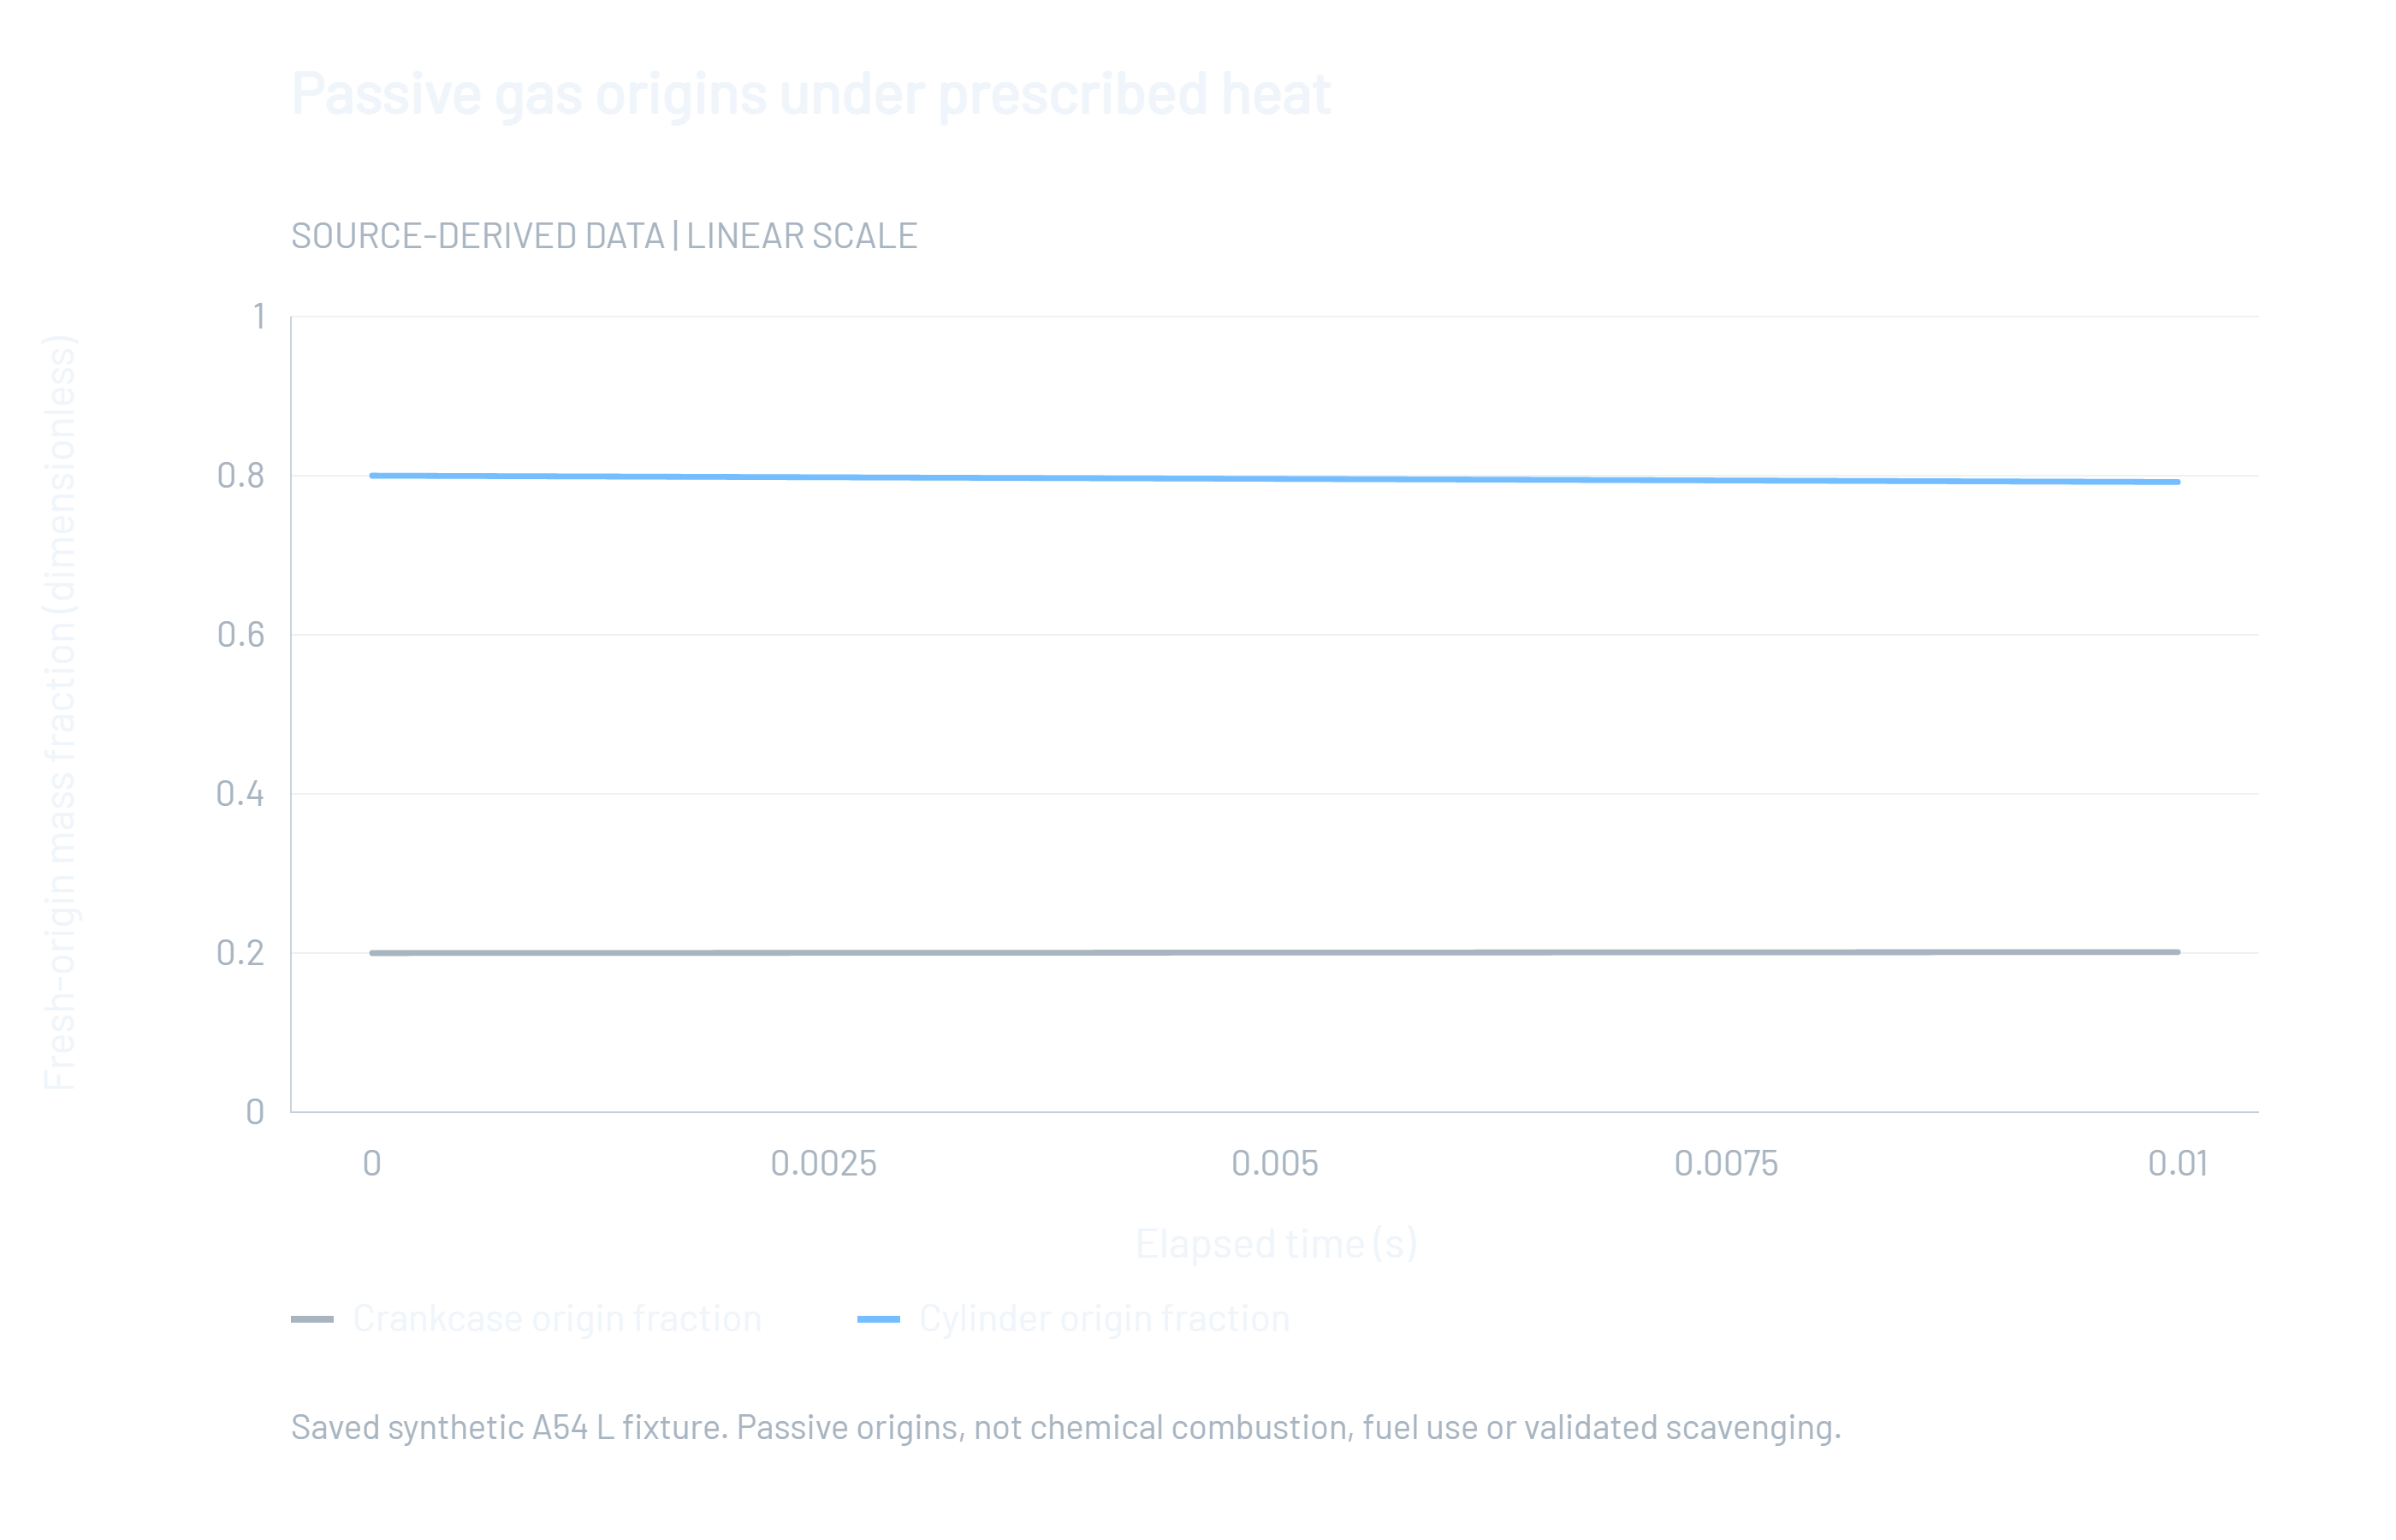 Passive gas origins under prescribed heat
SOURCE-DERIVED DATA | LINEAR SCALE
Fresh-origin mass fraction (dimensionless)
1
0.8
0.6
0.4
0.2
0
0 0.0025 0.005 0.0075 0.01
Elapsed time (s)
Crankcase origin fraction Cylinder origin fraction
Saved synthetic A54 L fixture. Passive origins, not chemical combustion, fuel use or validated scavenging.